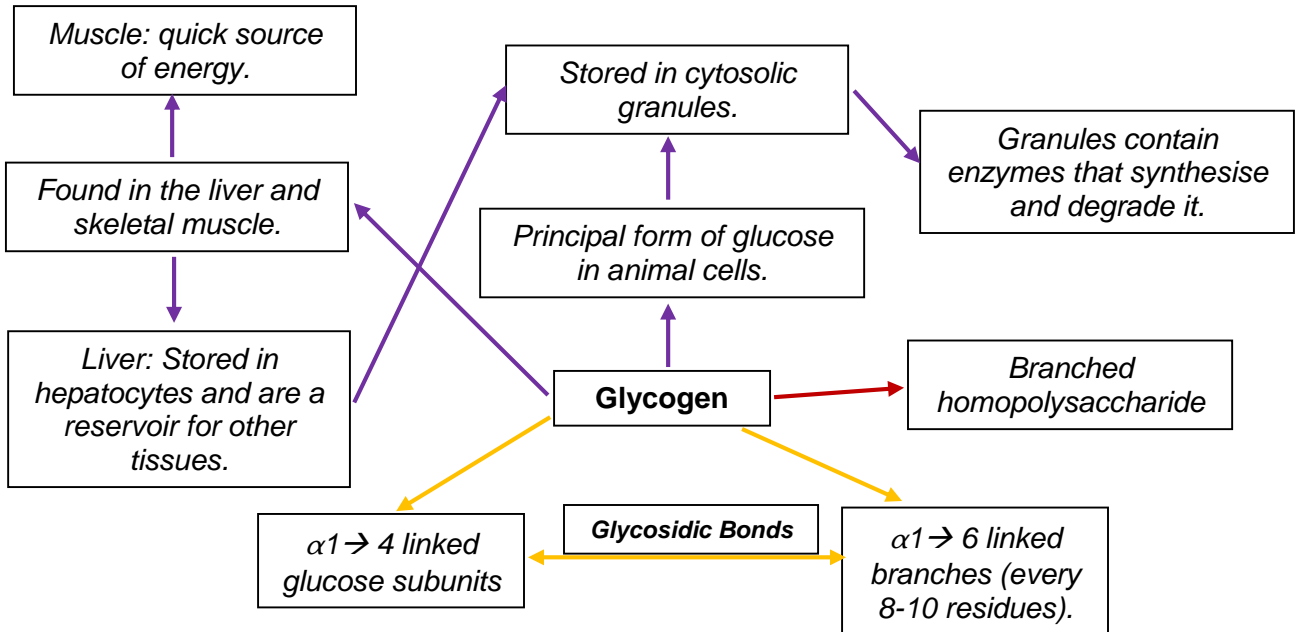 Muscle: quick source
of energy.
Stored in cytosolic
granules.
Granules contain
enzymes that synthesise
and degrade it.
Found in the liver and
skeletal muscle.
Principal form of glucose
in animal cells.
Liver: Stored in
hepatocytes and are a
reservoir for other
tissues.
Glycogen
Branched
homopolysaccharide
Glycosidic Bonds
α1→ 4 linked
glucose subunits
α1→ 6 linked
branches (every
8-10 residues).